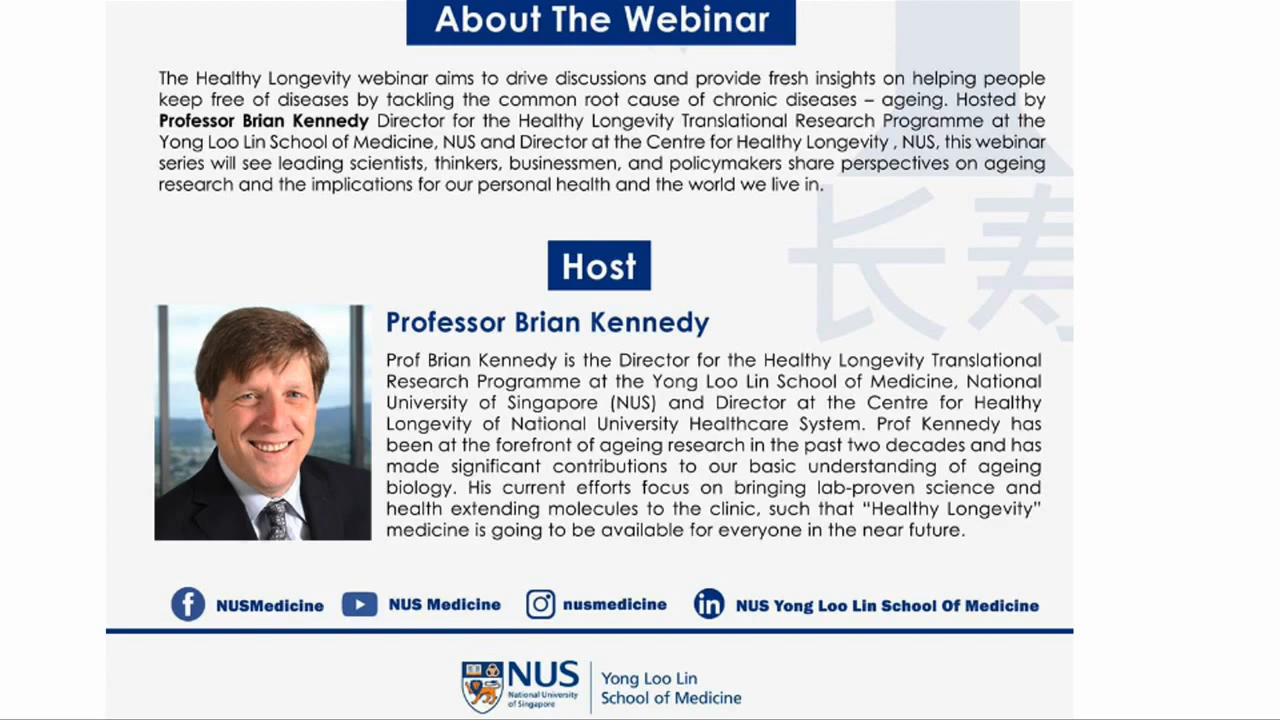 About The Webinar
The Healthy Longevity webinar aims to drive discussions and provide fresh insights on helping people
keep free of diseases by tackling the common root cause of chronic diseases – ageing. Hosted by
Professor Brian Kennedy Director for the Healthy Longevity Translational Research Programme at the
Yong Loo Lin School of Medicine, NUS and Director at the Centre for Healthy Longevity , NUS, this webinar
series will see leading scientists, thinkers, businessmen, and policymakers share perspectives on ageing
research and the implications for our personal health and the world we live in.
长寿
Host
Professor Brian Kennedy
Prof Brian Kennedy is the Director for the Healthy Longevity Translational
Research Programme at the Yong Loo Lin School of Medicine, National
University of Singapore (NUS) and Director at the Centre for Healthy
Longevity of National University Healthcare System. Prof Kennedy has
been at the forefront of ageing research in the past two decades and has
made significant contributions to our basic understanding of ageing
biology. His current efforts focus on bringing lab-proven science and
health extending molecules to the clinic, such that “Healthy Longevity”
medicine is going to be available for everyone in the near future.
NUSMedicine NUS Medicine nusmedicine NUS Yong Loo Lin School Of Medicine
NUS
National University
of Singapore
Yong Loo Lin
School of Medicine